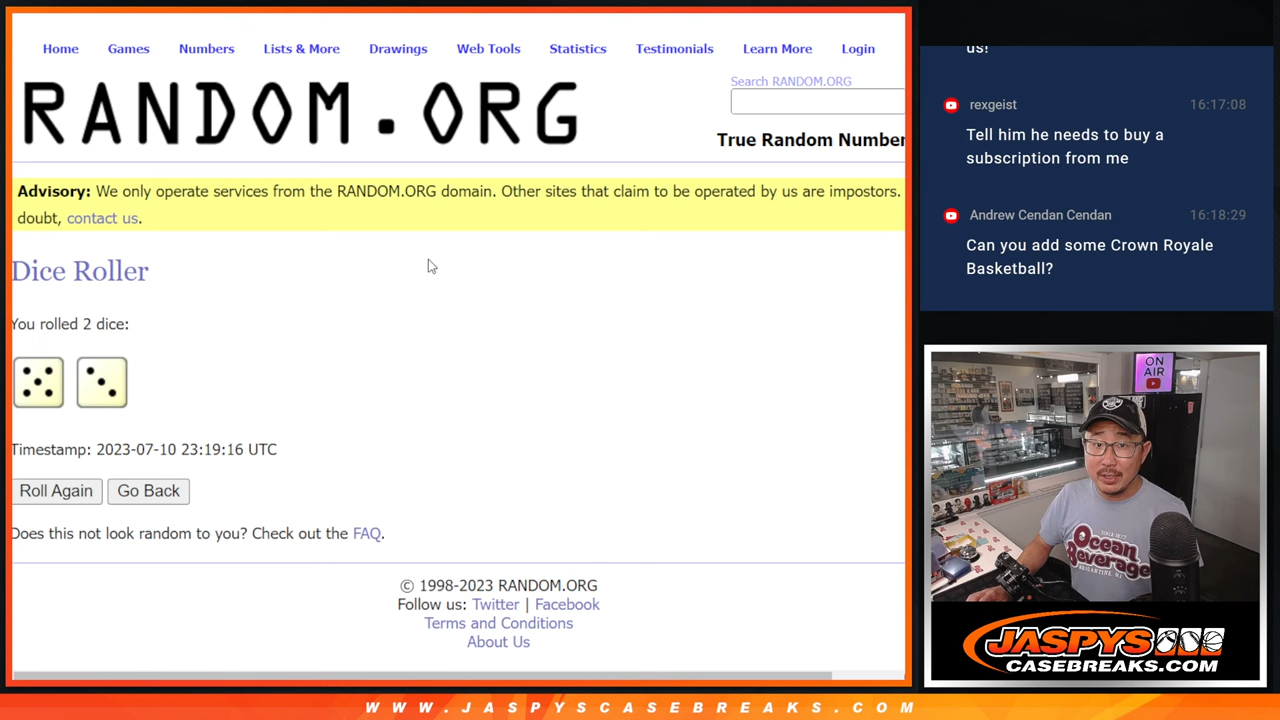 Home Games Numbers Lists & More Drawings Web Tools Statistics Testimonials Learn More Login
RANDOM.ORG
Search RANDOM.ORG
True Random Number
Advisory: We only operate services from the RANDOM.ORG domain. Other sites that claim to be operated by us are impostors.
doubt, contact us.
Dice Roller
You rolled 2 dice:
Timestamp: 2023-07-10 23:19:16 UTC
Roll Again Go Back
Does this not look random to you? Check out the FAQ.
© 1998-2023 RANDOM.ORG
Follow us: Twitter | Facebook
Terms and Conditions
About Us
us!
rexgeist 16:17:08
Tell him he needs to buy a
subscription from me
Andrew Cendan Cendan 16:18:29
Can you add some Crown Royale
Basketball?
ON
AIR
Ocean
Beverage
JASPYS
CASEBREAKS.COM
WWW.JASPYSCASEBREAKS.COM